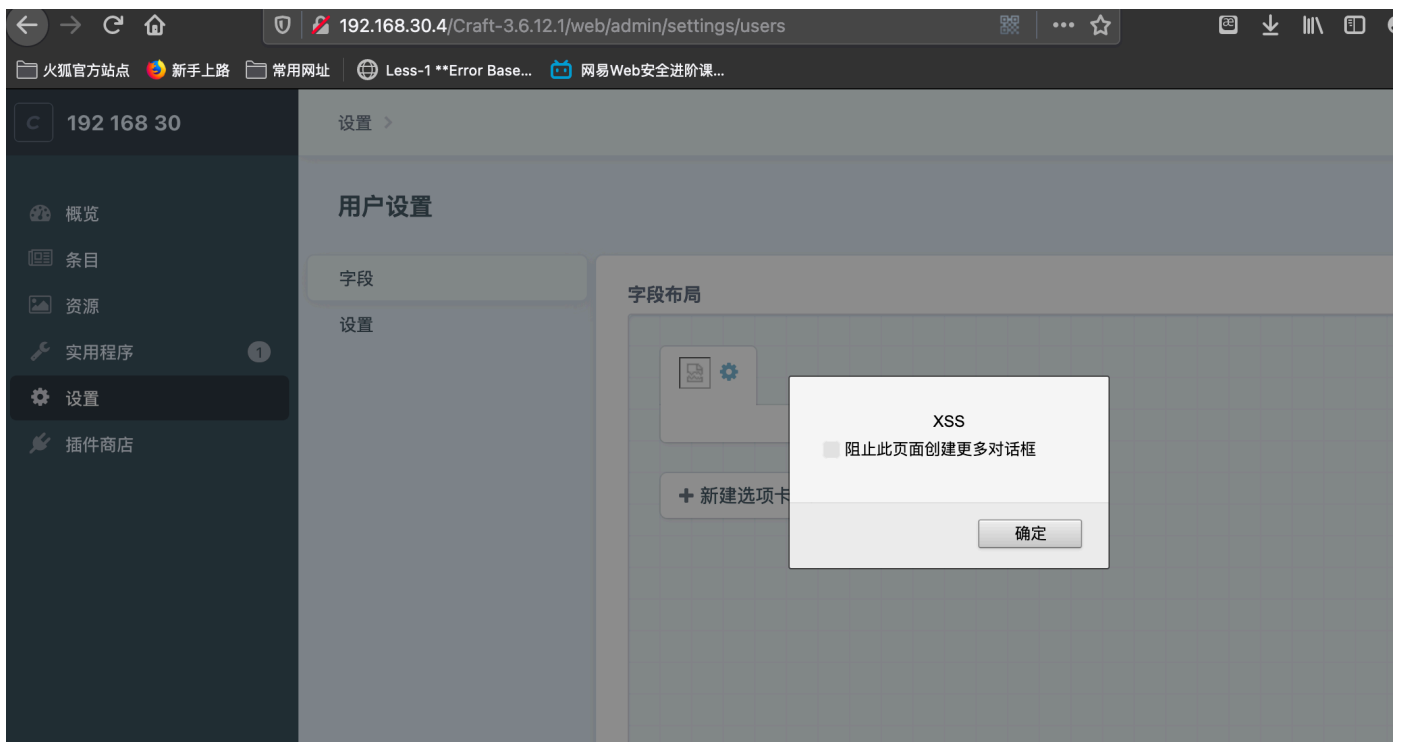 192.168.30.4/Craft-3.6.12.1/web/admin/settings/users
火狐官方站点 新手上路 常用网址 Less-1 **Error Base... 网易Web安全进阶课...
C 192 168 30
设置
用户设置
概览
条目
资源
实用程序 1
设置
插件商店
字段
设置
字段布局
新建选项卡
XSS
阻止此页面创建更多对话框
确定